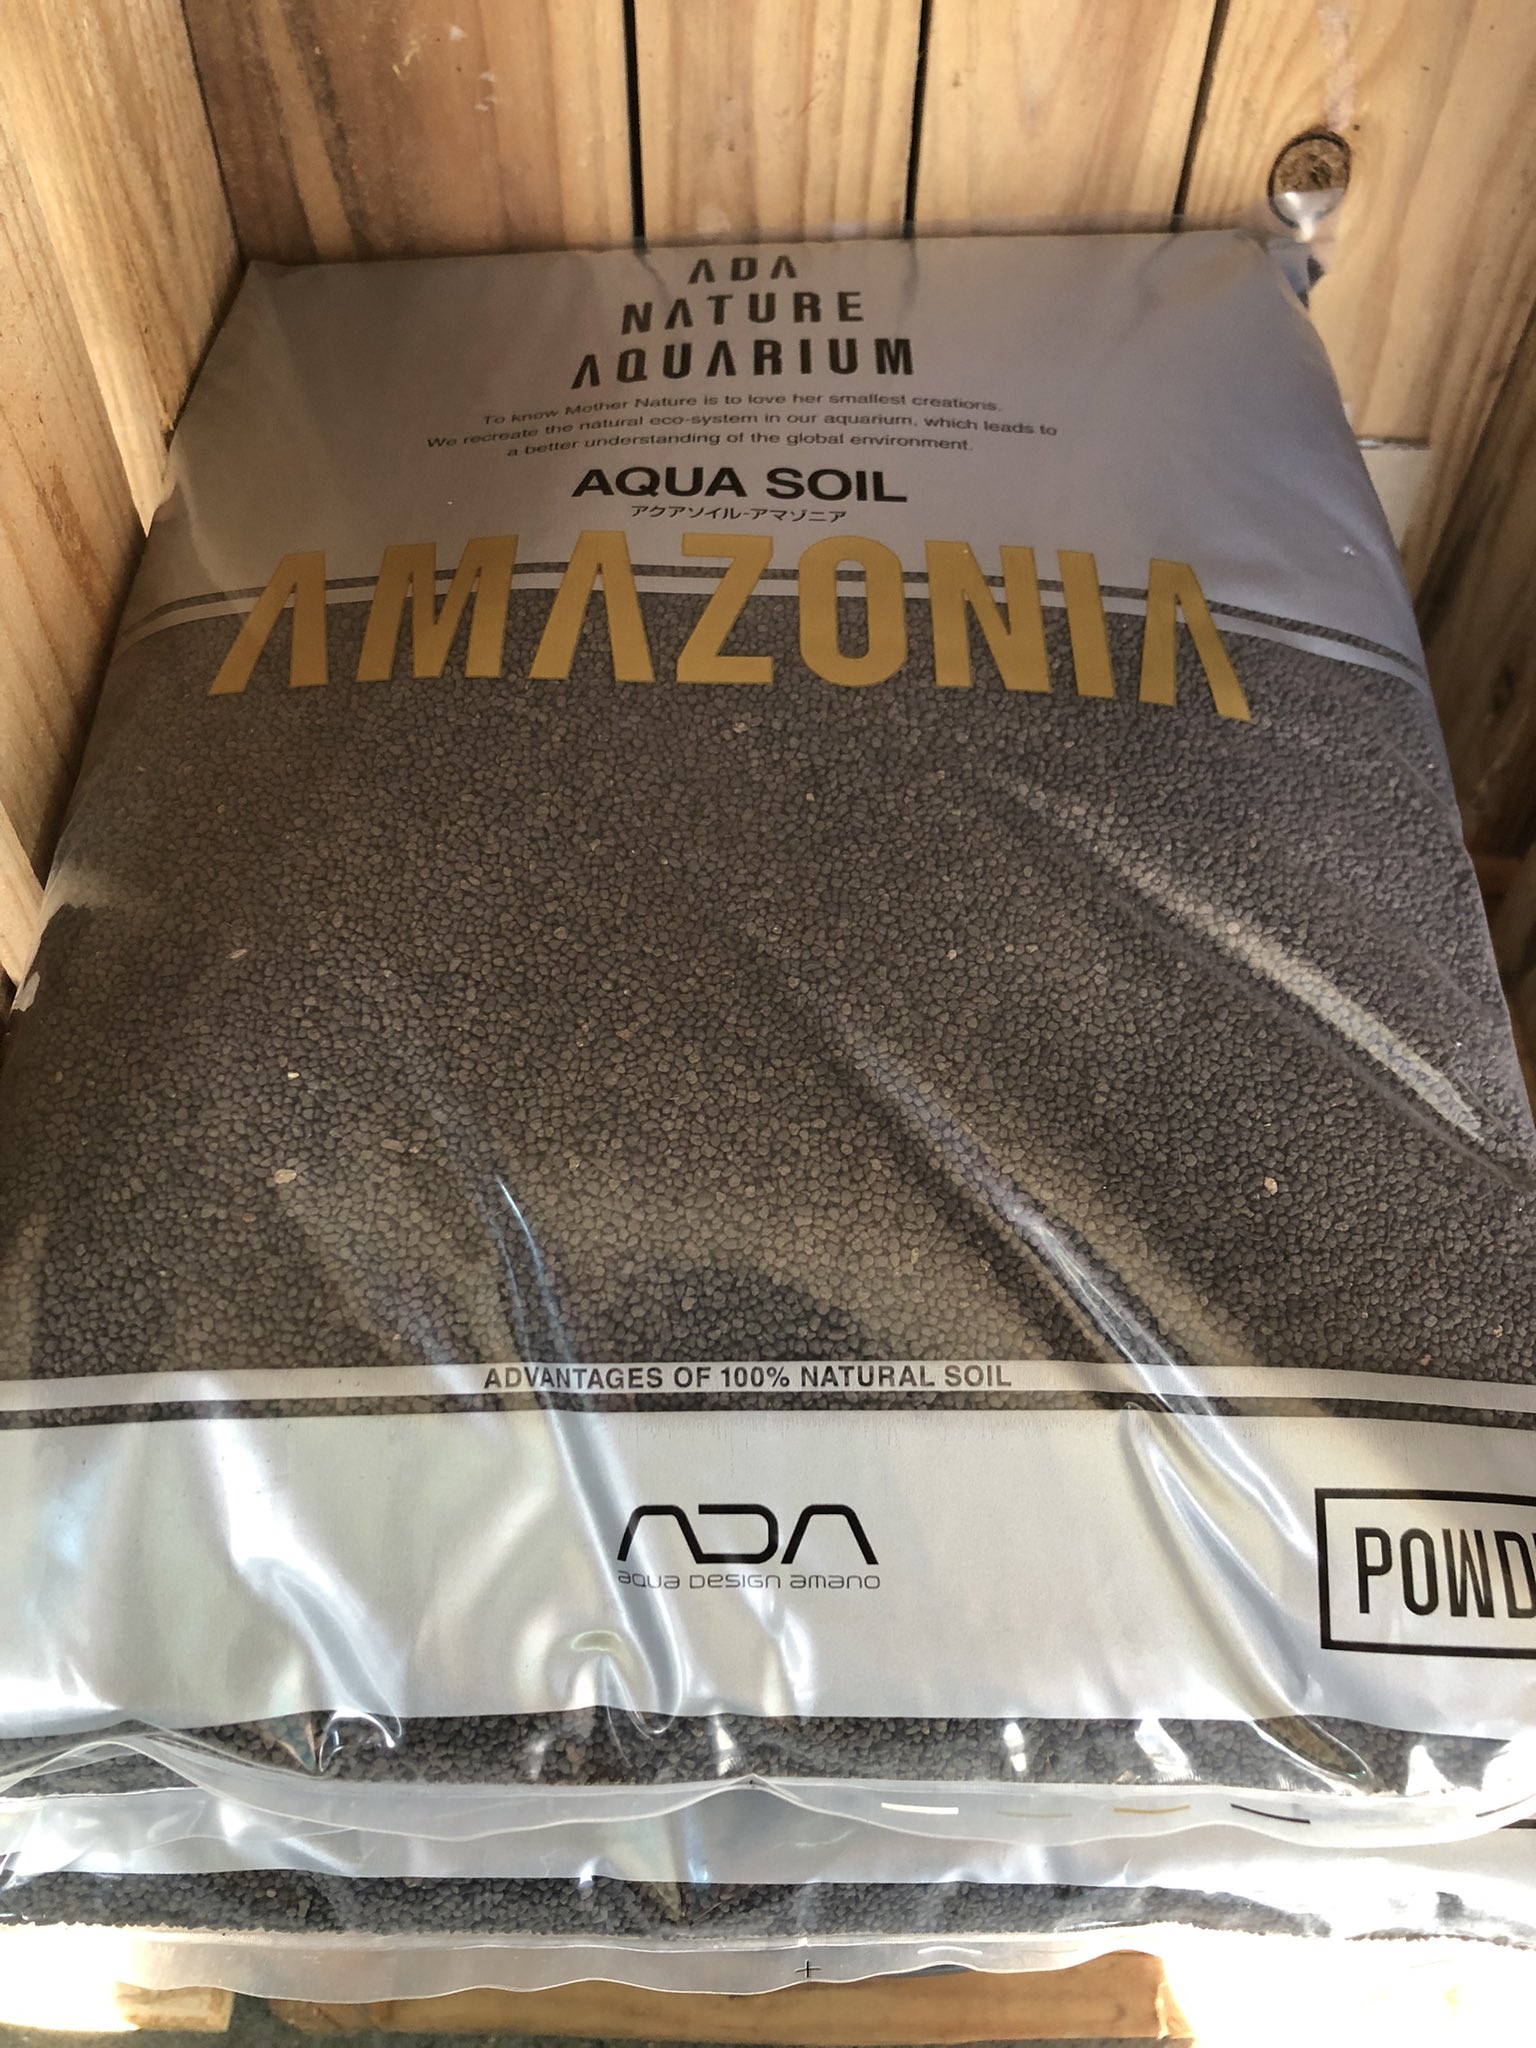 ADA
NATURE
AQUARIUM
To know Mother Nature is to love her smallest creations.
We recreate the natural eco-system in our aquarium, which leads to
a better understanding of the global environment.
AQUA SOIL
アクアソイル-アマゾニア
AMAZONIA
ADVANTAGES OF 100% NATURAL SOIL
ADA
aqua DESIGN amano